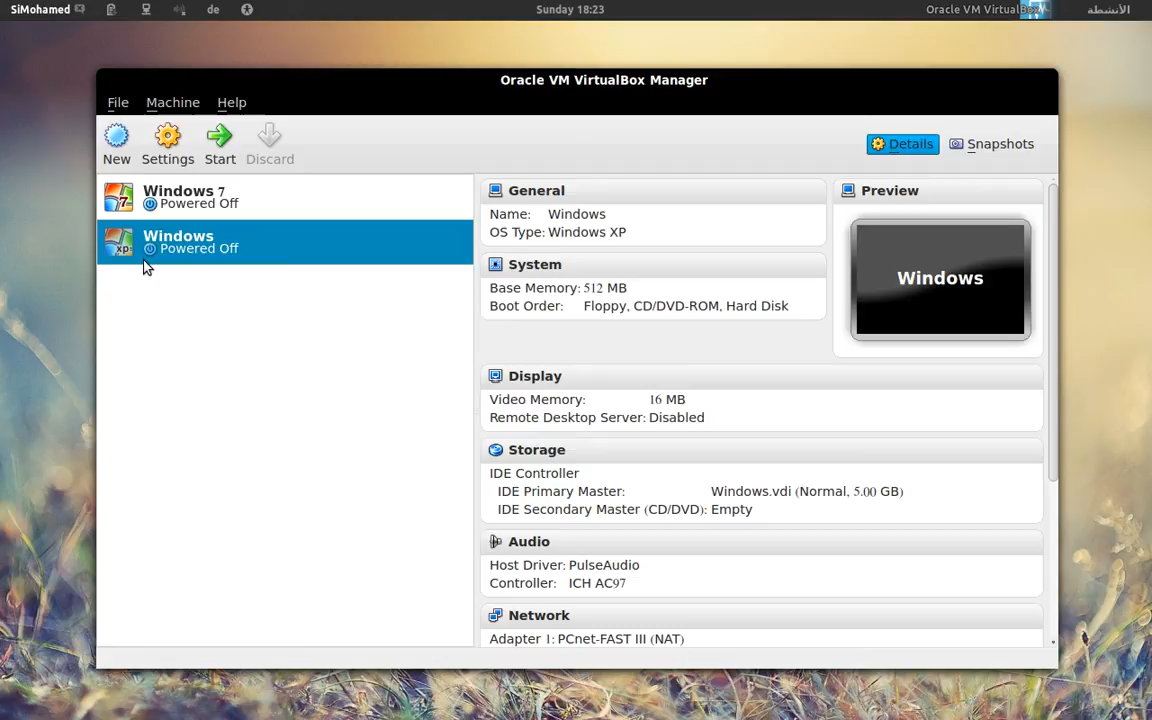 SiMohamed
de
Sunday 18:23
Oracle VM VirtualBox
الأنشطة
Oracle VM VirtualBox Manager
File
Machine
Help
New
Settings
Start
Discard
Details
Snapshots
7
Windows 7
Powered Off
xp
Windows
Powered Off
General
Name: Windows
OS Type: Windows XP
System
Base Memory: 512 MB
Boot Order: Floppy, CD/DVD-ROM, Hard Disk
Preview
Windows
Display
Video Memory: 16 MB
Remote Desktop Server: Disabled
Storage
IDE Controller
IDE Primary Master: Windows.vdi (Normal, 5.00 GB)
IDE Secondary Master (CD/DVD): Empty
Audio
Host Driver: PulseAudio
Controller: ICH AC97
Network
Adapter 1: PCnet-FAST III (NAT)